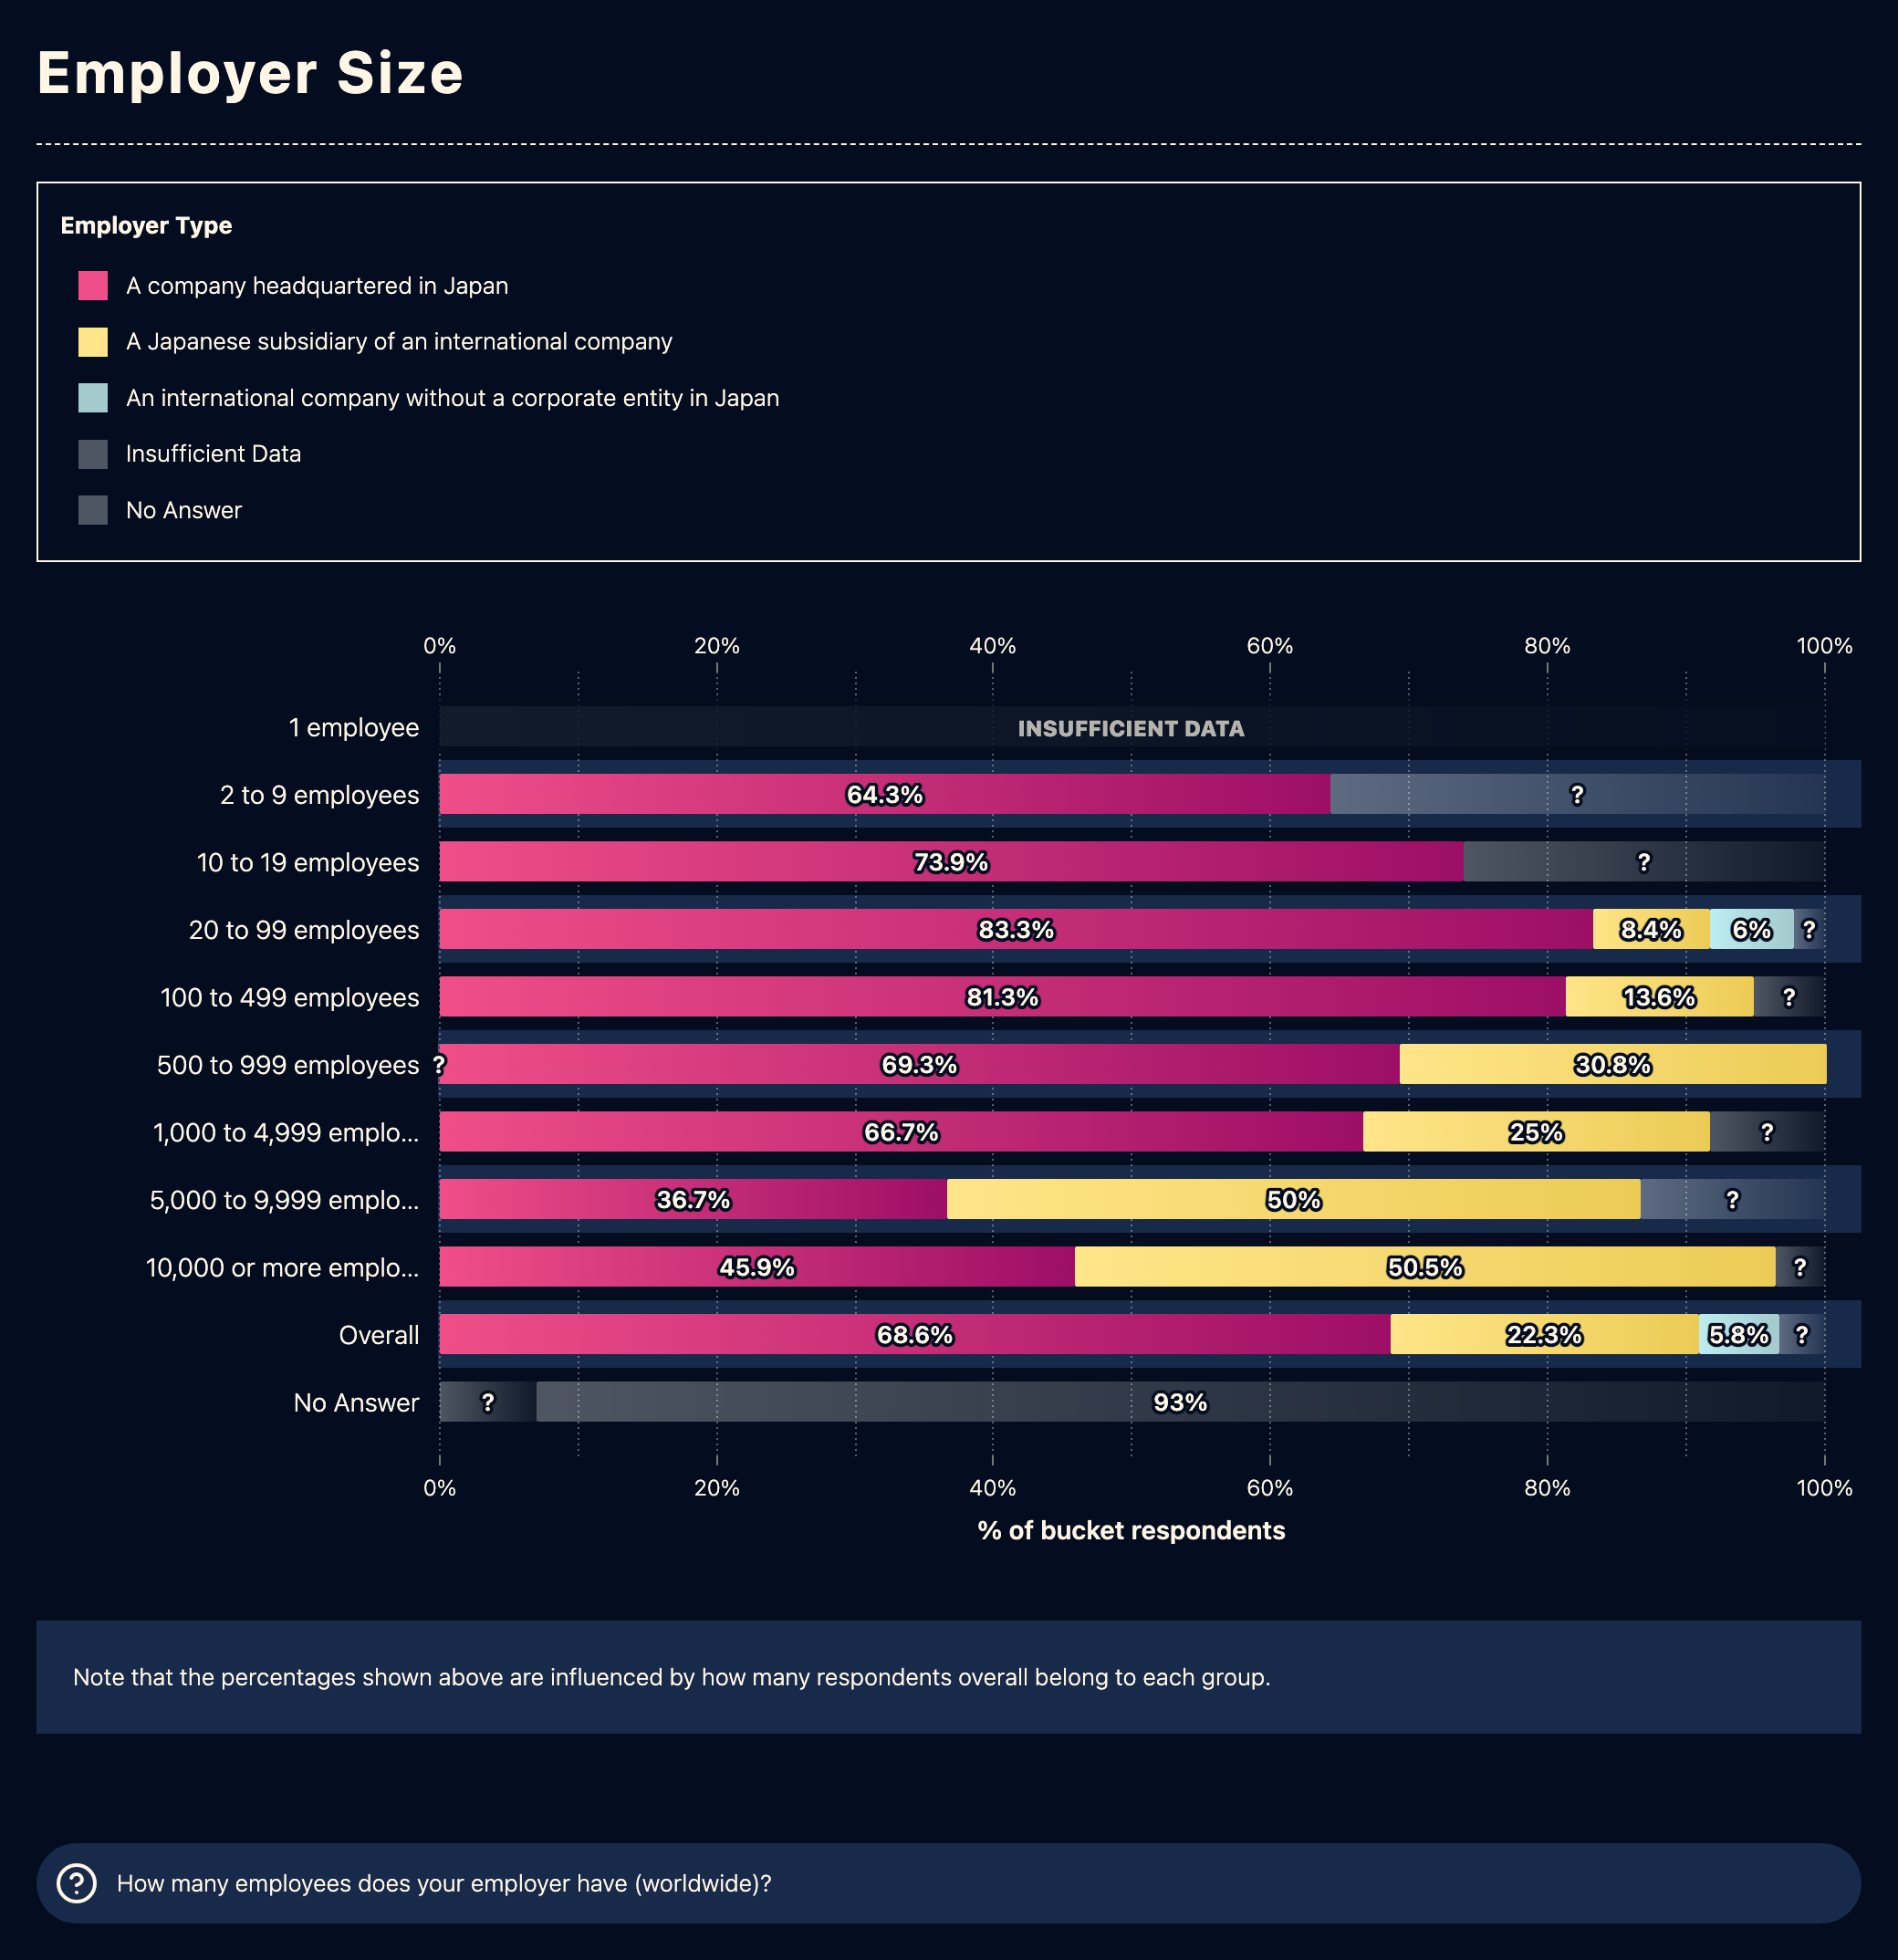 Employer Size
Employer Type
A company headquartered in Japan
A Japanese subsidiary of an international company
An international company without a corporate entity in Japan
Insufficient Data
No Answer
0% 20% 40% 60% 80% 100%
1 employee INSUFFICIENT DATA
2 to 9 employees 64.3% ?
10 to 19 employees 73.9% ?
20 to 99 employees 83.3% 8.4% 6% ?
100 to 499 employees 81.3% 13.6% ?
500 to 999 employees ? 69.3% 30.8%
1,000 to 4,999 emplo... 66.7% 25% ?
5,000 to 9,999 emplo... 36.7% 50% ?
10,000 or more emplo... 45.9% 50.5% ?
Overall 68.6% 22.3% 5.8% ?
No Answer ? 93%
0% 20% 40% 60% 80% 100%
% of bucket respondents
Note that the percentages shown above are influenced by how many respondents overall belong to each group.
? How many employees does your employer have (worldwide)?